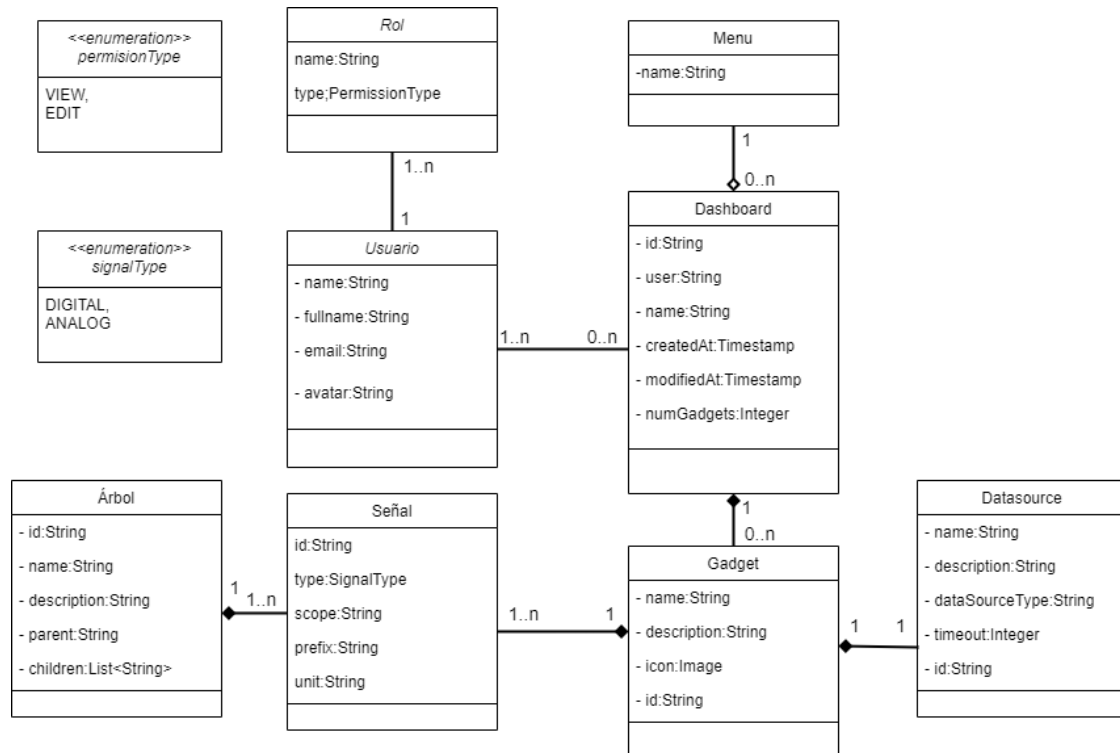 <<enumeration>>
permisionType
VIEW,
EDIT
Rol
name:String
type;PermissionType
Menu
-name:String
1..n
1
1
0..n
<<enumeration>>
signalType
DIGITAL,
ANALOG
Usuario
- name:String
- fullname:String
- email:String
- avatar:String
1..n
0..n
Dashboard
- id:String
- user:String
- name:String
- createdAt:Timestamp
- modifiedAt:Timestamp
- numGadgets:Integer
1
0..n
Árbol
- id:String
- name:String
- description:String
- parent:String
- children:List<String>
1
1..n
Señal
id:String
type:SignalType
scope:String
prefix:String
unit:String
1..n
1
Gadget
- name:String
- description:String
- icon:Image
- id:String
1
1
Datasource
- name:String
- description:String
- dataSourceType:String
- timeout:Integer
- id:String